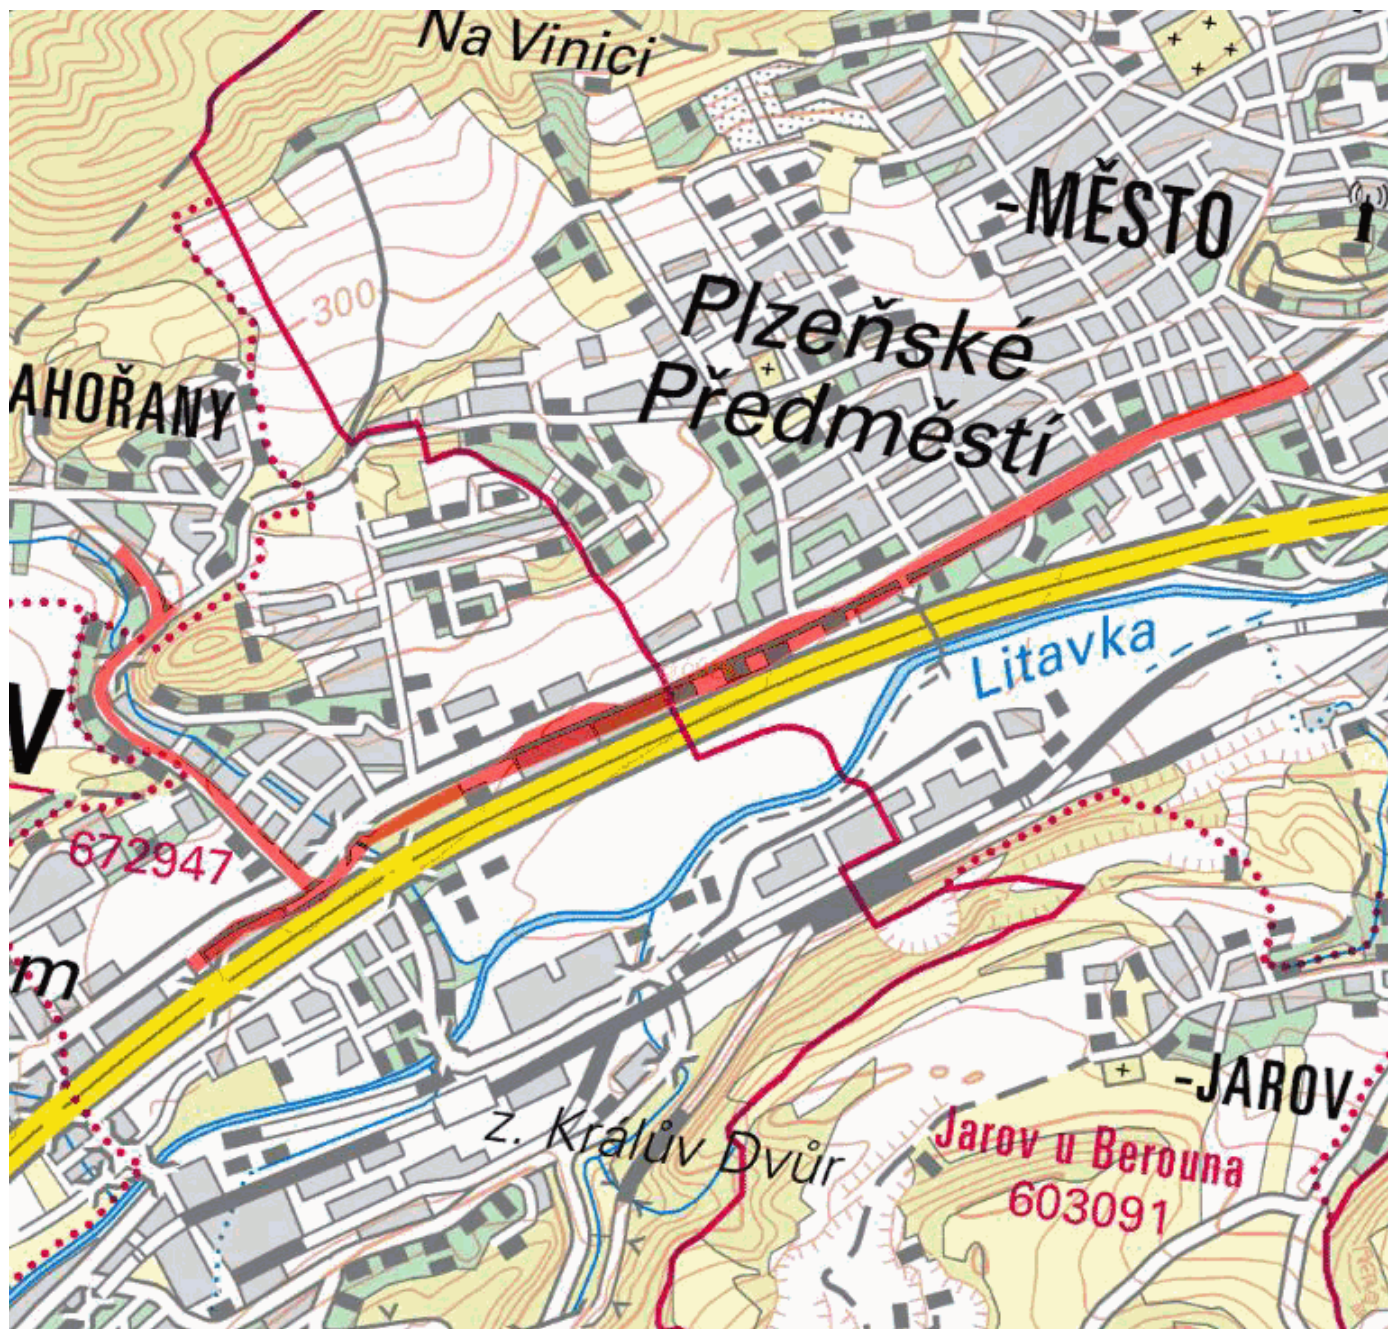 Na Vinici
-MĚSTO
Plzeňské
Předměstí
300
AHOŘANY
Litavka
V
672947
m
-JAROV
z. Králův Dvůr
Jarov u Berouna
603091